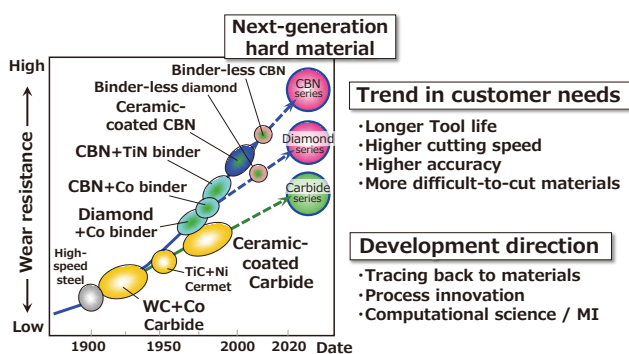 Next-generation
hard material
High
Wear resistance
Low
Binder-less CBN
Binder-less diamond
Ceramic-
coated CBN
CBN+TiN binder
CBN+Co binder
Diamond
+Co binder
High-
speed
steel
WC+Co
Carbide
TiC+Ni
Cermet
Ceramic-
coated
Carbide
CBN
series
Diamond
series
Carbide
series
1900
1950
2000
2020
Date
Trend in customer needs
・Longer Tool life
・Higher cutting speed
・Higher accuracy
・More difficult-to-cut materials
Development direction
・Tracing back to materials
・Process innovation
・Computational science / MI